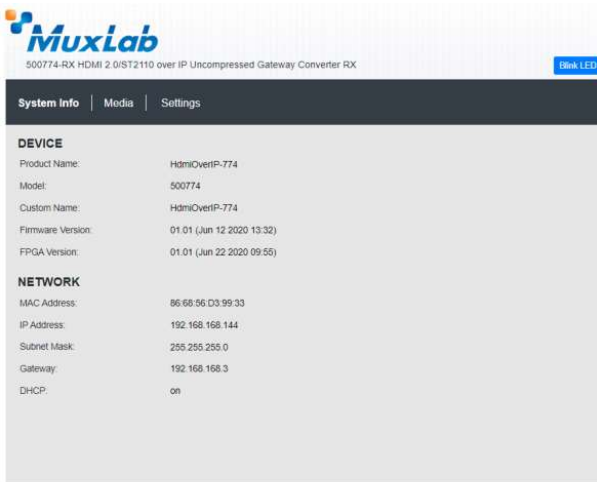 MuxLab
500774-RX HDMI 2.0/ST2110 over IP Uncompressed Gateway Converter RX
Blink LED
System Info | Media | Settings
DEVICE
Product Name: HdmiOverIP-774
Model: 500774
Custom Name: HdmiOverIP-774
Firmware Version: 01.01 (Jun 12 2020 13:32)
FPGA Version: 01.01 (Jun 22 2020 09:55)
NETWORK
MAC Address: 86:68:56:D3:99:33
IP Address: 192.168.168.144
Subnet Mask: 255.255.255.0
Gateway: 192.168.168.3
DHCP: on